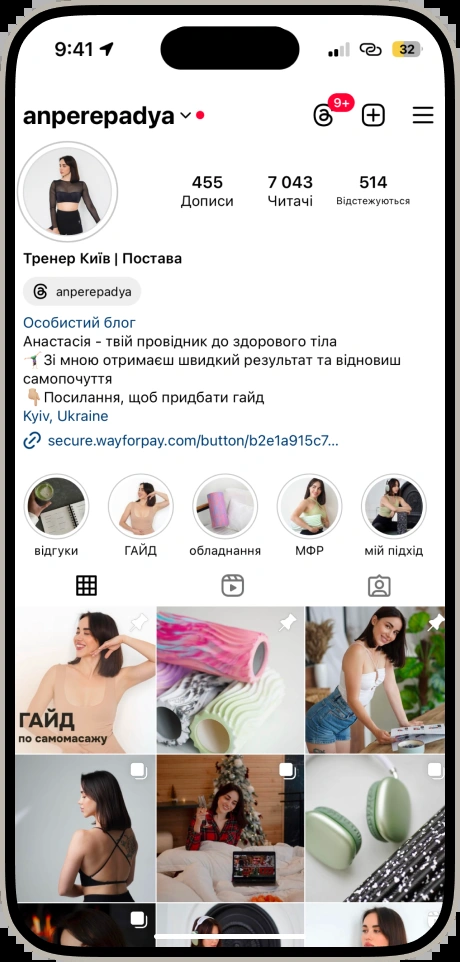 9:41
32
anperepadya
9+
455
7 043
514
Дописи
Читачі
Відстежуються
Тренер Київ | Постава
anperepadya
Особистий блог
Анастасія - твій провідник до здорового тіла
Зі мною отримаєш швидкий результат та відновиш
самопочуття
Посилання, щоб придбати гайд
Kyiv, Ukraine
secure.wayforpay.com/button/b2e1a915c7...
відгуки
ГАЙД
обладнання
МФР
мій підхід
ГАЙД
по самомасажу